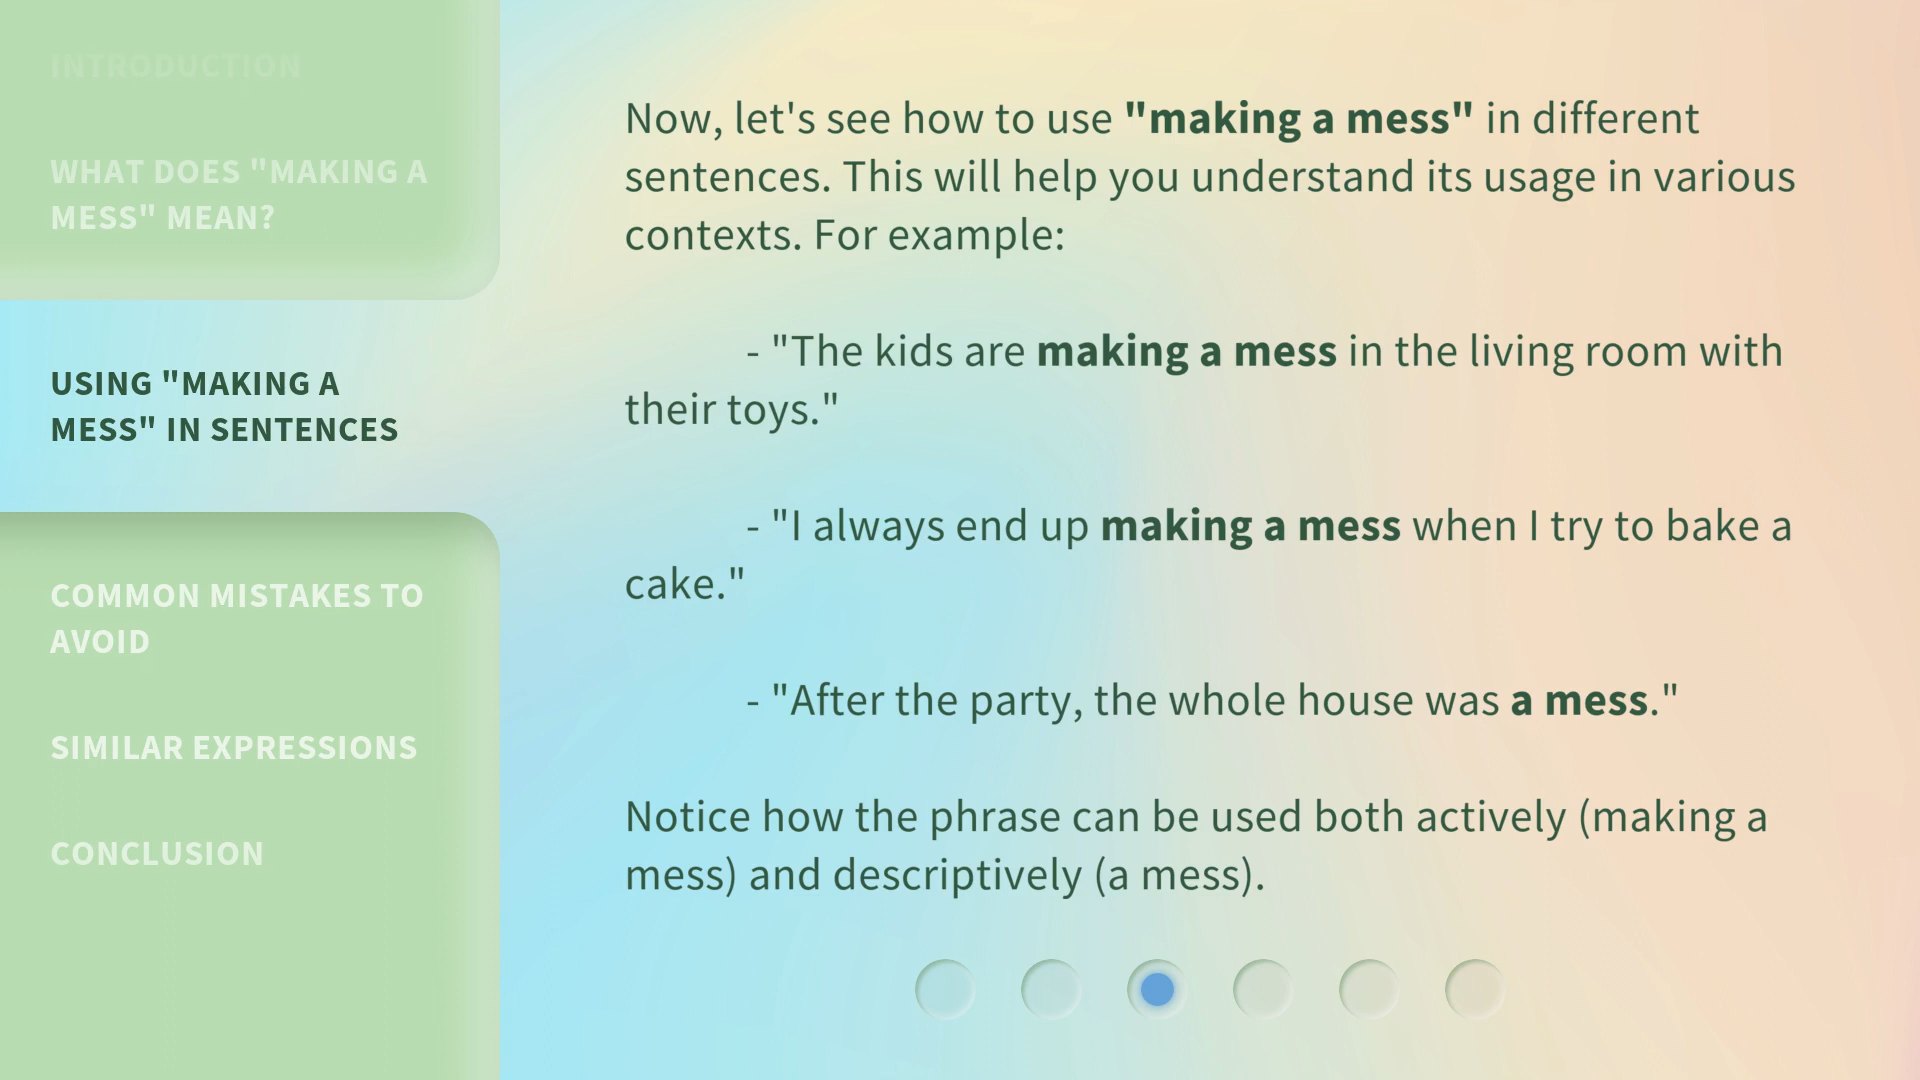 INTRODUCTION
WHAT DOES "MAKING A
MESS" MEAN?
USING "MAKING A
MESS" IN SENTENCES
COMMON MISTAKES TO
AVOID
SIMILAR EXPRESSIONS
CONCLUSION
Now, let's see how to use "making a mess" in different
sentences. This will help you understand its usage in various
contexts. For example:
- "The kids are making a mess in the living room with
their toys."
- "I always end up making a mess when I try to bake a
cake."
- "After the party, the whole house was a mess."
Notice how the phrase can be used both actively (making a
mess) and descriptively (a mess).